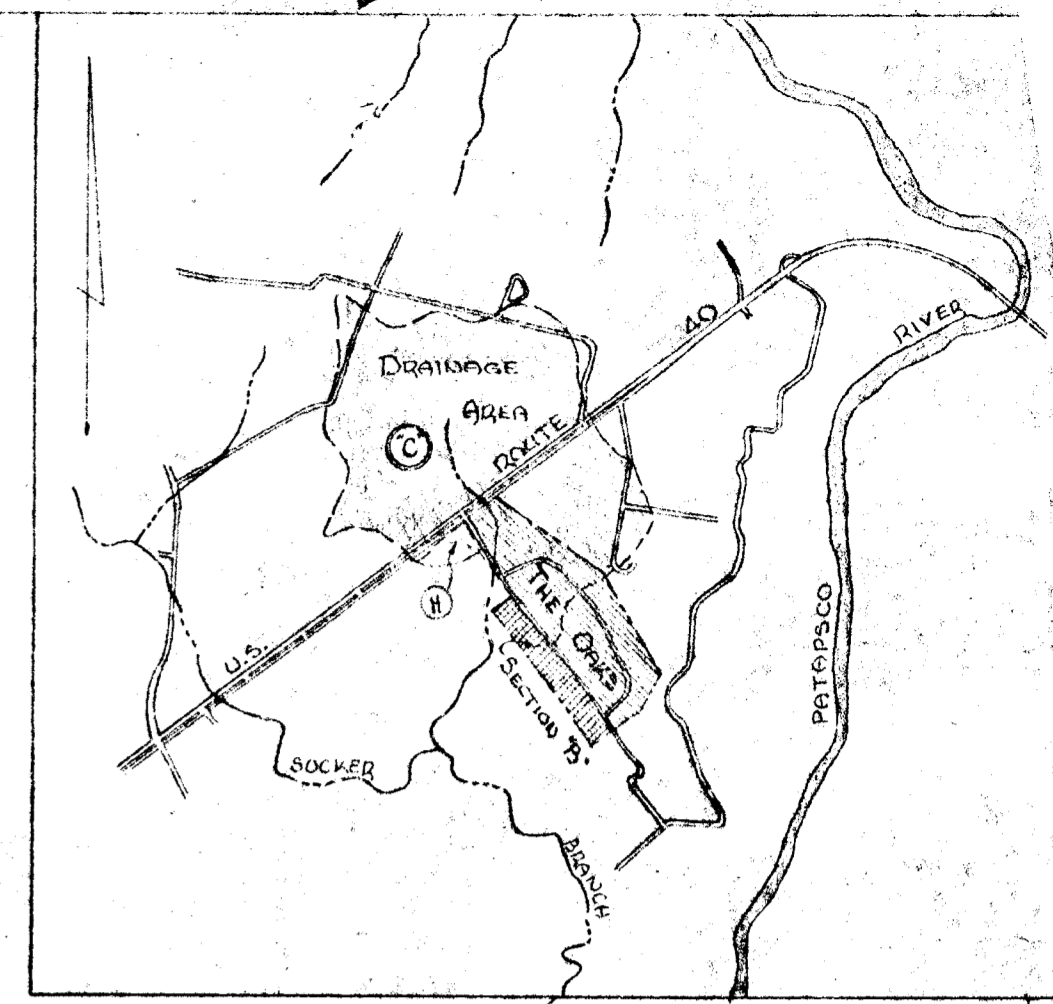 DRAINAGE
AREA
"C"
U.S.
ROUTE
40
RIVER
PATAPSCO
H
THE
OAKS
SECTION "B"
SUCKER
BRANCH